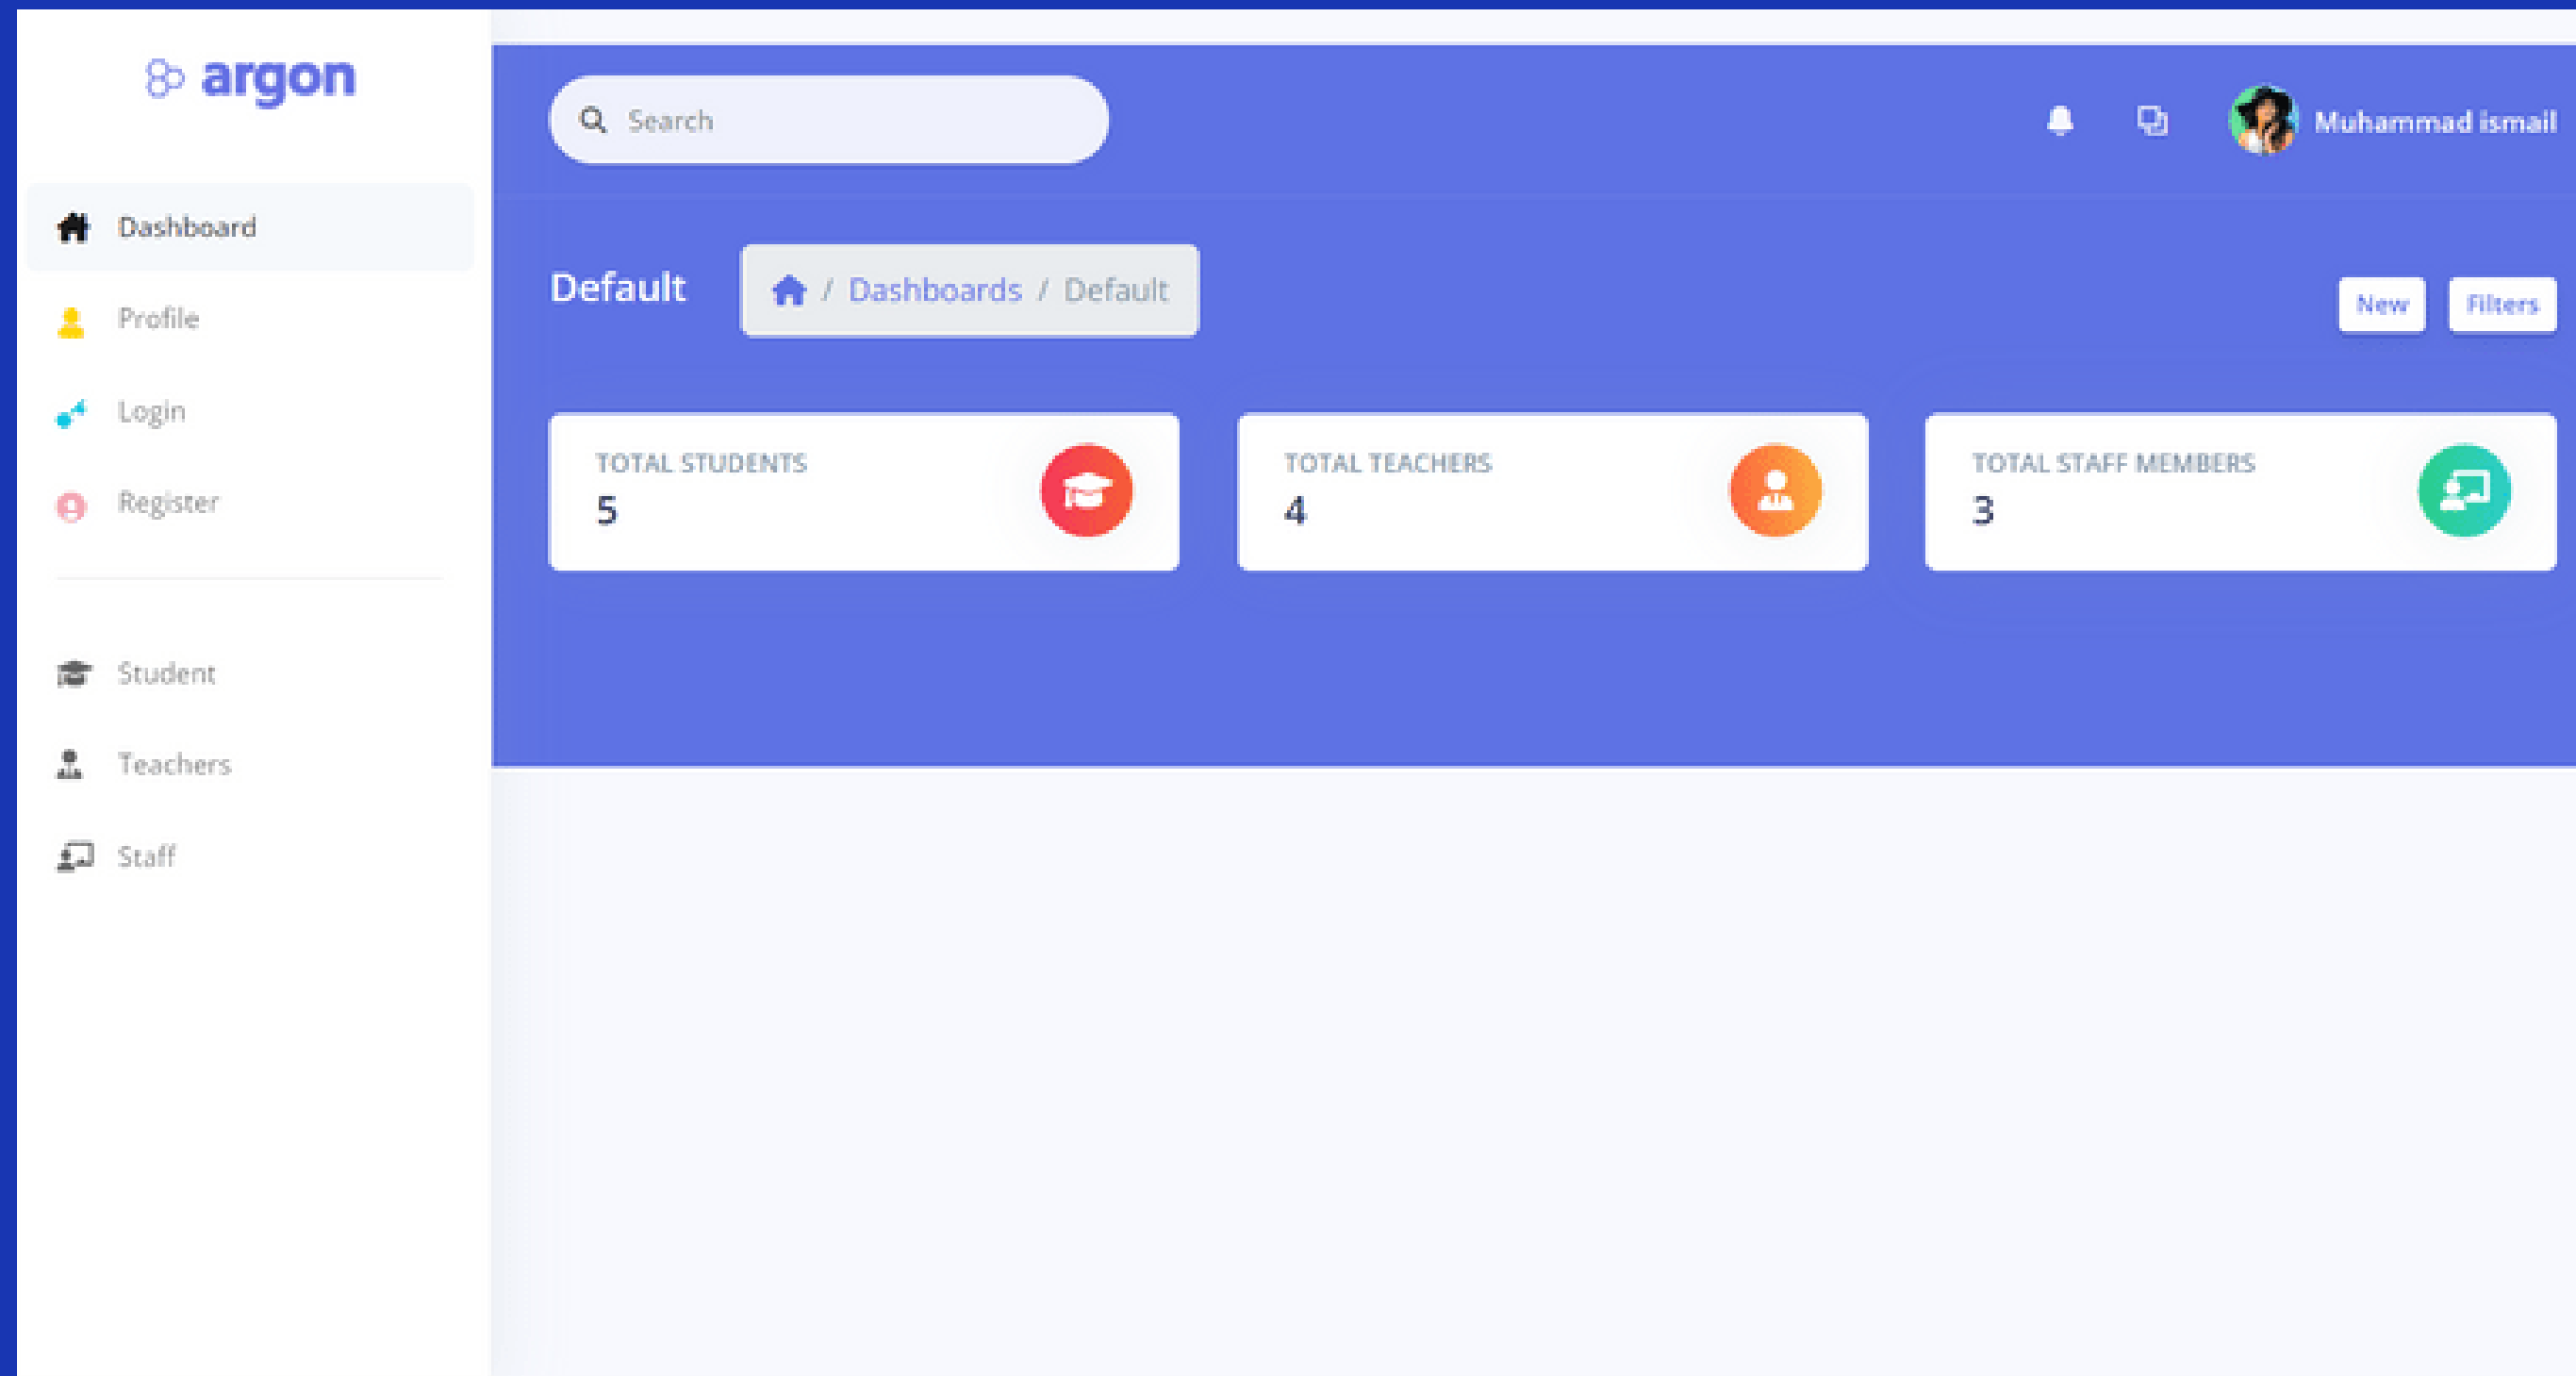 argon
Dashboard
Profile
Login
Register
Student
Teachers
Staff
Search
Muhammad ismail
Default
/ Dashboards / Default
New
Filters
TOTAL STUDENTS
5
TOTAL TEACHERS
4
TOTAL STAFF MEMBERS
3